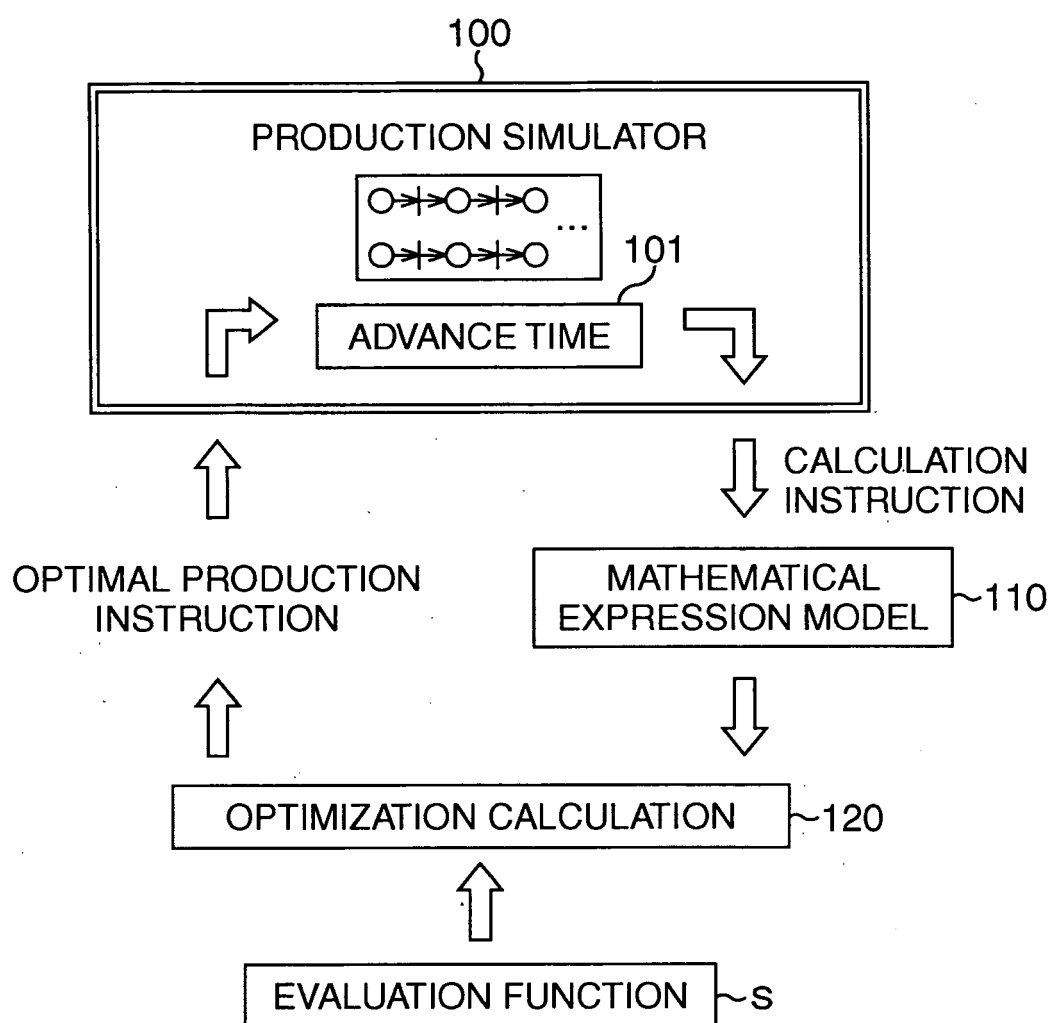 100
PRODUCTION SIMULATOR
...
101
ADVANCE TIME
CALCULATION
INSTRUCTION
OPTIMAL PRODUCTION
INSTRUCTION
MATHEMATICAL
EXPRESSION MODEL
110
OPTIMIZATION CALCULATION
120
EVALUATION FUNCTION
S